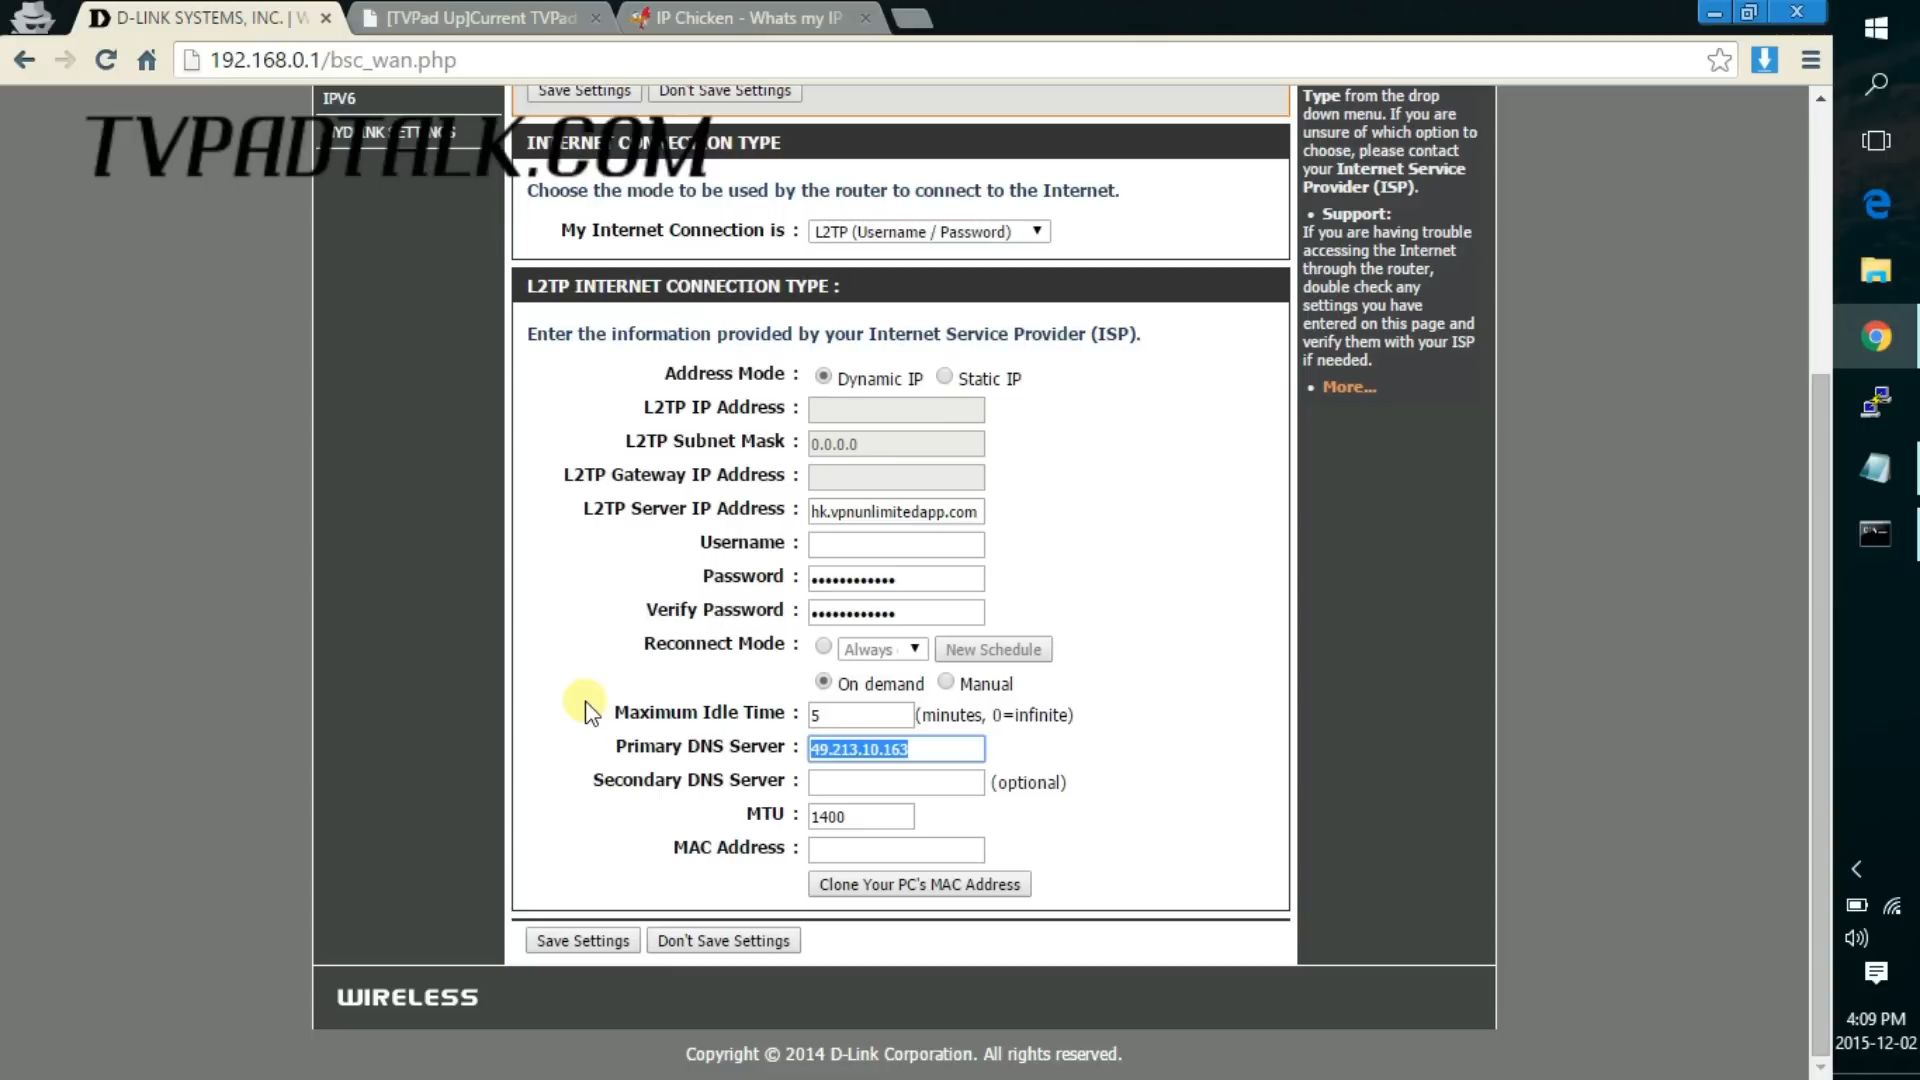 D-LINK SYSTEMS, INC. | W
[TVPad Up]Current TVPad
IP Chicken - Whats my IP
192.168.0.1/bsc_wan.php
IPV6
MYDLINK SETTINGS
TVPADTALK.COM
Save Settings
Don't Save Settings
INTERNET CONNECTION TYPE
Choose the mode to be used by the router to connect to the Internet.
My Internet Connection is :
L2TP (Username / Password)
L2TP INTERNET CONNECTION TYPE :
Enter the information provided by your Internet Service Provider (ISP).
Address Mode : Dynamic IP Static IP
L2TP IP Address :
L2TP Subnet Mask : 0.0.0.0
L2TP Gateway IP Address :
L2TP Server IP Address : hk.vpnunlimitedapp.com
Username :
Password : ••••••••••••
Verify Password : ••••••••••••
Reconnect Mode : Always New Schedule
On demand Manual
Maximum Idle Time : 5 (minutes, 0=infinite)
Primary DNS Server : 49.213.10.163
Secondary DNS Server : (optional)
MTU : 1400
MAC Address :
Clone Your PC's MAC Address
Save Settings
Don't Save Settings
Type from the drop
down menu. If you are
unsure of which option to
choose, please contact
your Internet Service
Provider (ISP).
• Support:
If you are having trouble
accessing the Internet
through the router,
double check any
settings you have
entered on this page and
verify them with your ISP
if needed.
• More...
WIRELESS
Copyright © 2014 D-Link Corporation. All rights reserved.
4:09 PM
2015-12-02